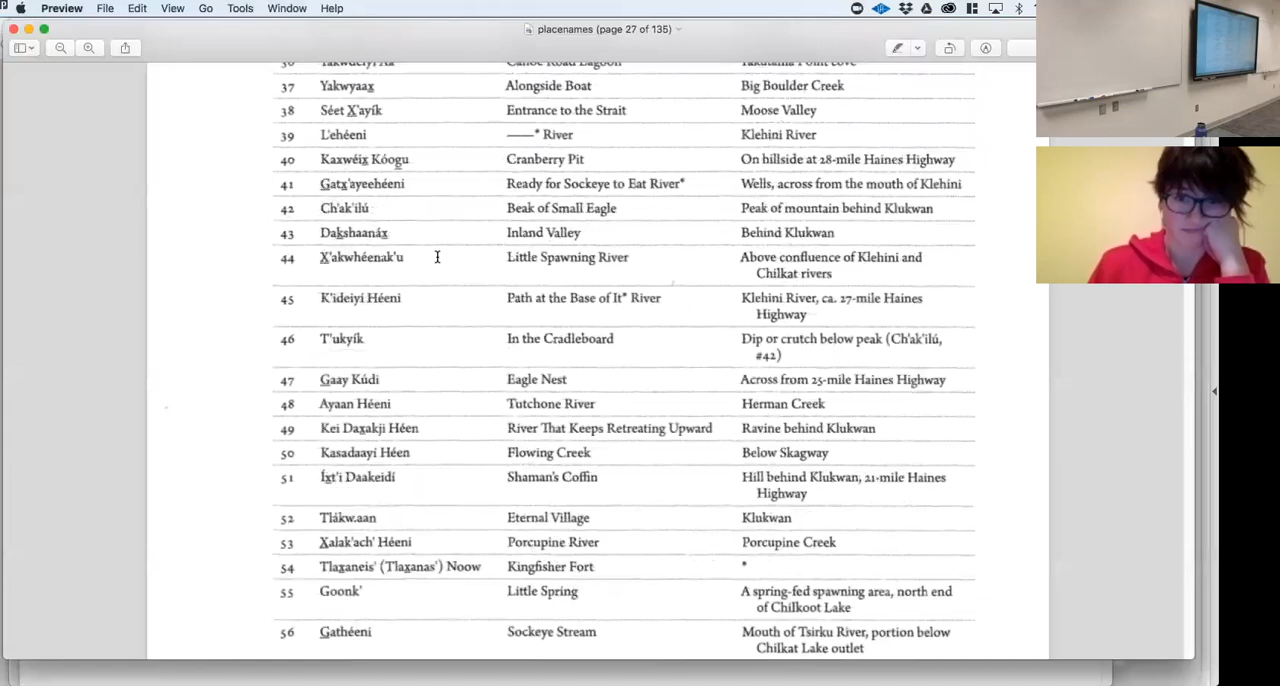 Preview File Edit View Go Tools Window Help
placenames (page 27 of 135)
36 Canoe Road Lagoon
37 Yakwyaax̲ Alongside Boat Big Boulder Creek
38 Séet X̲'ayík Entrance to the Strait Moose Valley
39 L'ehéeni ——* River Klehini River
40 Kaxwéix̲ Kóogu Cranberry Pit On hillside at 28-mile Haines Highway
41 G̲atx̲'ayeehéeni Ready for Sockeye to Eat River* Wells, across from the mouth of Klehini
42 Ch'ak'ilú Beak of Small Eagle Peak of mountain behind Klukwan
43 Dak̲shaanáx̲ Inland Valley Behind Klukwan
44 X̲'akwhéenak'u Little Spawning River Above confluence of Klehini and
Chilkat rivers
45 K'ideiyí Héeni Path at the Base of It* River Klehini River, ca. 27-mile Haines
Highway
46 T'ukyík In the Cradleboard Dip or crutch below peak (Ch'ak'ilú,
#42)
47 G̲aay Kúdi Eagle Nest Across from 25-mile Haines Highway
48 Ayaan Héeni Tutchone River Herman Creek
49 Kei Dax̲akji Héen River That Keeps Retreating Upward Ravine behind Klukwan
50 Kasadaayi Héen Flowing Creek Below Skagway
51 Íx̲t'i Daakeidí Shaman's Coffin Hill behind Klukwan, 21-mile Haines
Highway
52 Tlákw.aan Eternal Village Klukwan
53 X̲alak'ach' Héeni Porcupine River Porcupine Creek
54 Tlax̲aneis' (Tlax̲anas') Noow Kingfisher Fort *
55 Goonk' Little Spring A spring-fed spawning area, north end
of Chilkoot Lake
56 G̲athéeni Sockeye Stream Mouth of Tsirku River, portion below
Chilkat Lake outlet